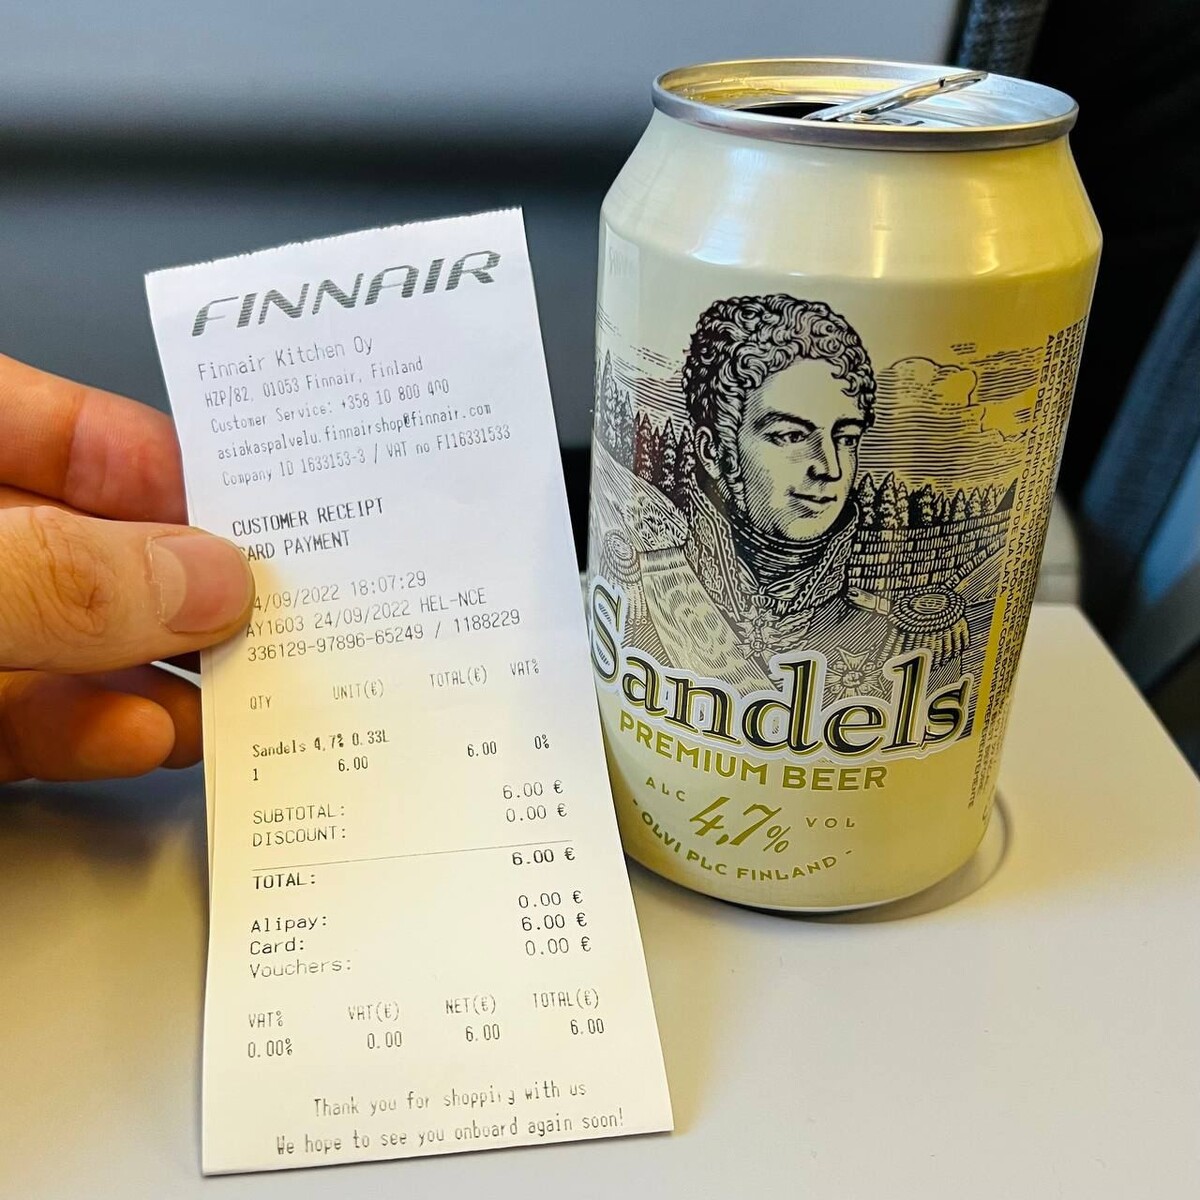 FINNAIR
Finnair Kitchen Oy
HZP/82, 01053 Finnair, Finland
Customer Service: +358 10 800 400
asiakaspalvelu.finnairshop@finnair.com
Company ID 1633153-3 / VAT no FI16331533
CUSTOMER RECEIPT
CARD PAYMENT
4/09/2022 18:07:29
AY1603 24/09/2022 HEL-NCE
336129-97896-65249 / 1188229
QTY UNIT(€) TOTAL(€) VAT%
Sandels 4,7% 0.33L
1 6.00 6.00 0%
SUBTOTAL: 6.00 €
DISCOUNT: 0.00 €
TOTAL: 6.00 €
Alipay: 0.00 €
Card: 6.00 €
Vouchers: 0.00 €
VAT% VAT(€) NET(€) TOTAL(€)
0.00% 0.00 6.00 6.00
Thank you for shopping with us
We hope to see you onboard again soon!
Sandels
PREMIUM BEER
ALC 4,7% VOL
· OLVI PLC FINLAND ·